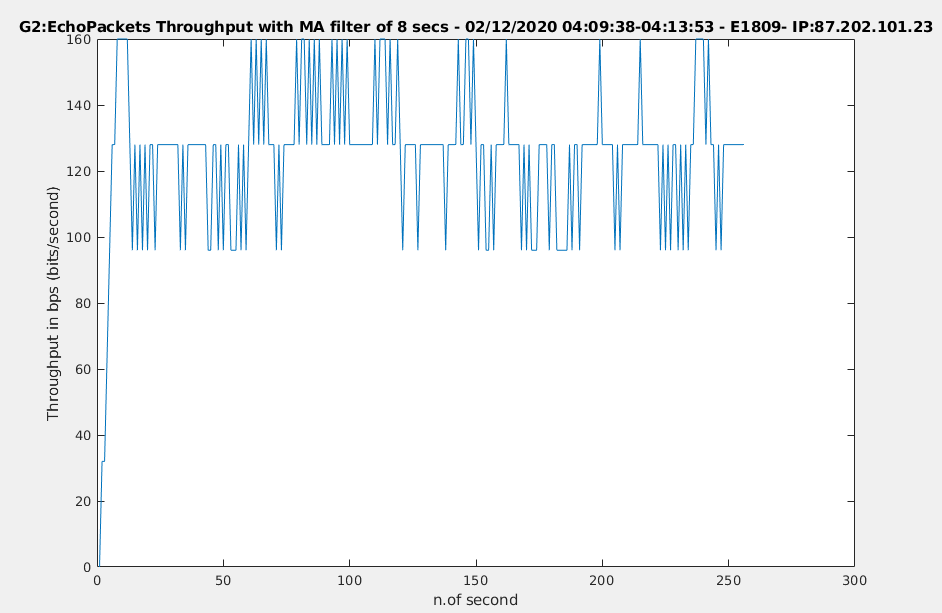 G2:EchoPackets Throughput with MA filter of 8 secs - 02/12/2020 04:09:38-04:13:53 - E1809- IP:87.202.101.23
160
140
120
100
80
60
40
20
0
Throughput in bps (bits/second)
0 50 100 150 200 250 300
n.of second